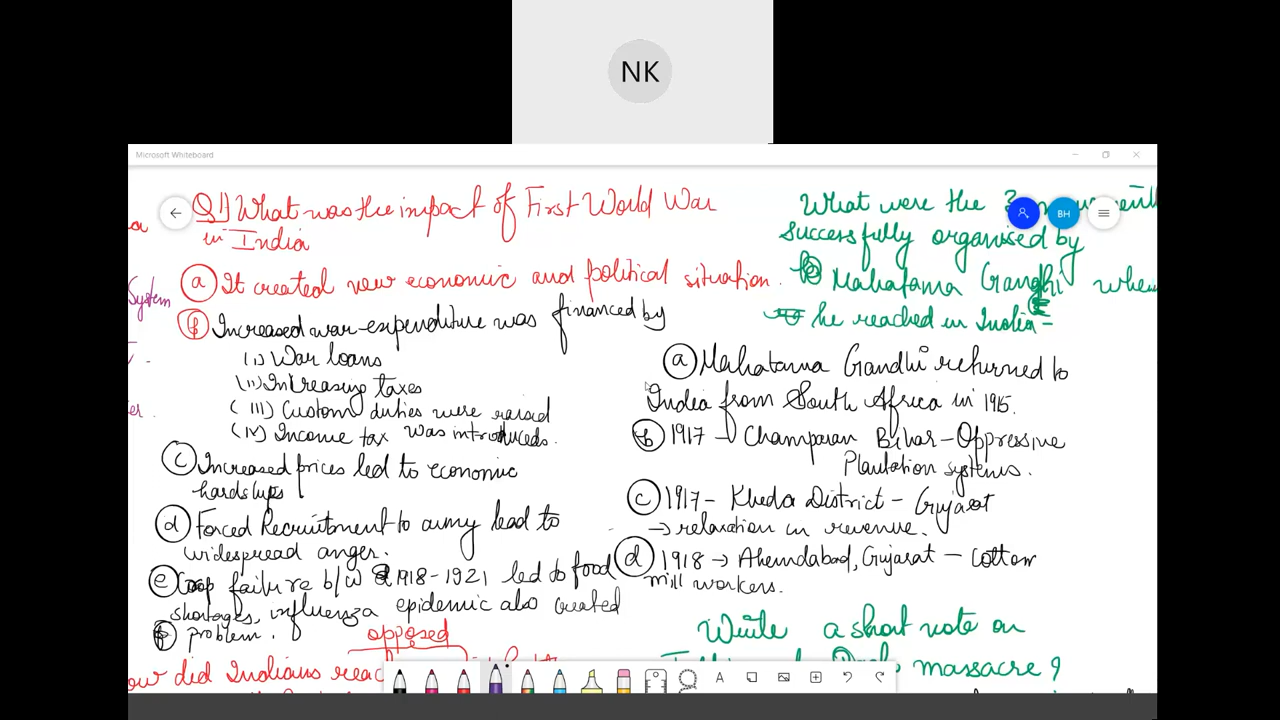 NK
Microsoft Whiteboard
Q1) What was the impact of First World War
in India
a It created new economic and political situation.
Increased war expenditure was financed by
(i) War loans
(ii) Increasing taxes
(iii) Custom duties were raised
(iv) Income tax was introduced.
c Increased prices led to economic
hardships
d Forced Recruitment to army lead to
widespread anger.
e Crop failure b/w 1918-1921 led to food
shortages, influenza epidemic also created
problem.
opposed
did Indians
System
What were the 3
successfully organised by
Mahatama Gandhi when
he reached in India -
BH
a Mahatama Gandhi returned to
India from South Africa in 1915.
b 1917 - Champaran Bihar - Oppressive
Plantation systems.
c 1917 - Kheda District - Gujarat
→ relaxation in revenue.
d 1918 → Ahemdabad, Gujarat - cotton
mill workers.
Write a short note on
massacre ?